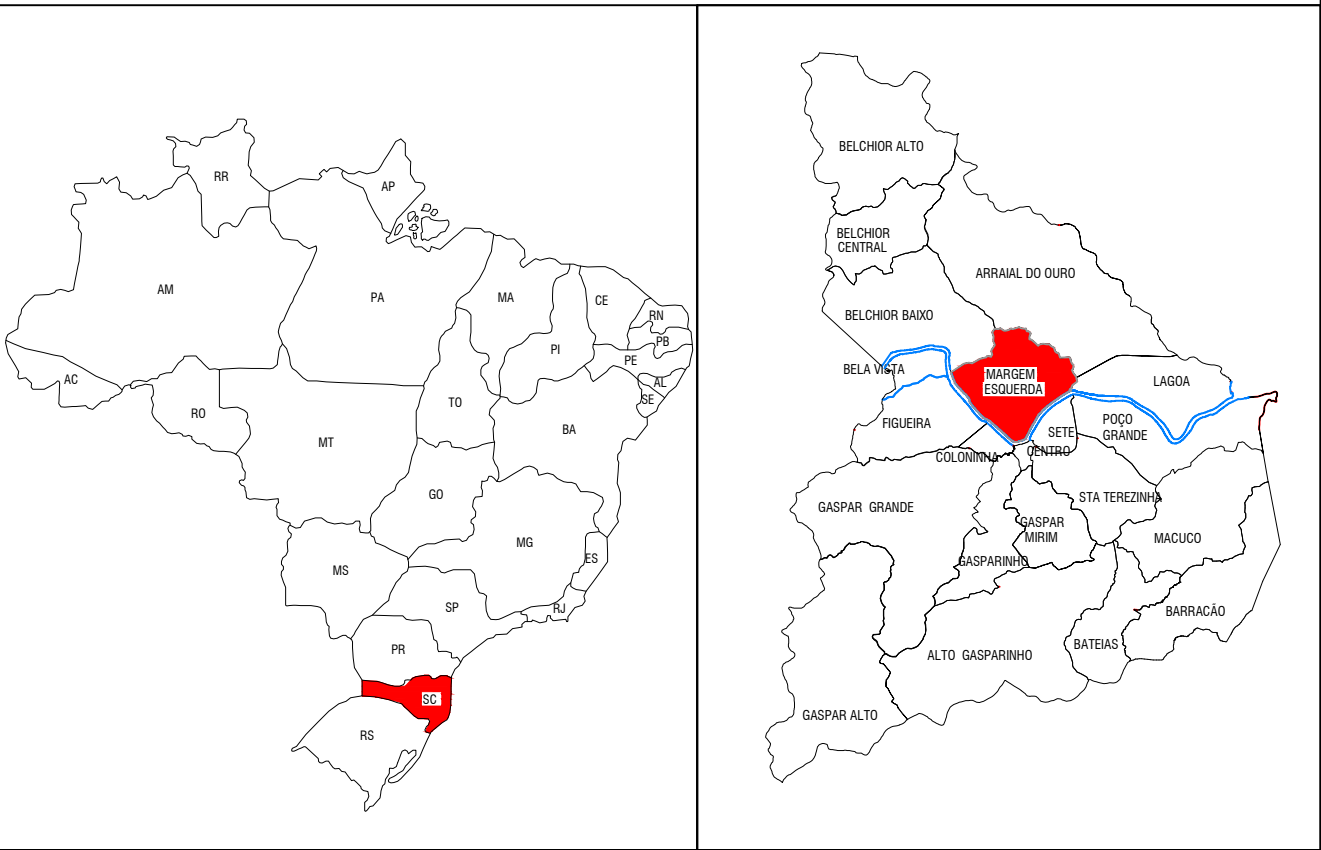 RR
AP
AM
PA
MA
CE
RN
PB
PI
PE
AL
SE
AC
RO
TO
BA
MT
GO
MG
ES
MS
SP
RJ
PR
SC
RS
BELCHIOR ALTO
BELCHIOR
CENTRAL
ARRAIAL DO OURO
BELCHIOR BAIXO
BELA VISTA
MARGEM
ESQUERDA
LAGOA
FIGUEIRA
SETE
POÇO
GRANDE
COLONINHA
CENTRO
STA TEREZINHA
GASPAR GRANDE
GASPAR
MIRIM
MACUCO
GASPARINHO
BARRACÃO
BATEIAS
ALTO GASPARINHO
GASPAR ALTO